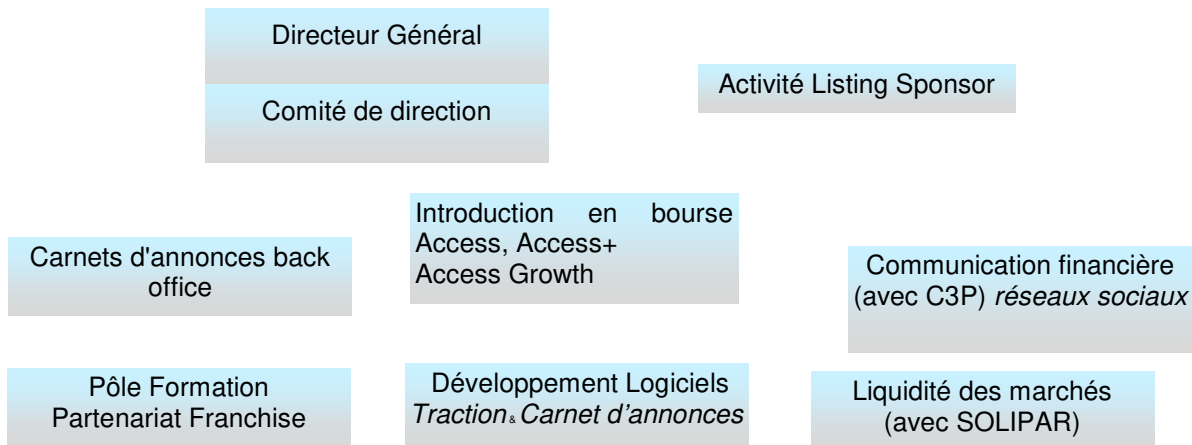 Directeur Général
Comité de direction
Activité Listing Sponsor
Introduction en bourse
Access, Access+
Access Growth
Carnets d'annonces back
office
Communication financière
(avec C3P) réseaux sociaux
Pôle Formation
Partenariat Franchise
Développement Logiciels
Traction & Carnet d’annonces
Liquidité des marchés
(avec SOLIPAR)